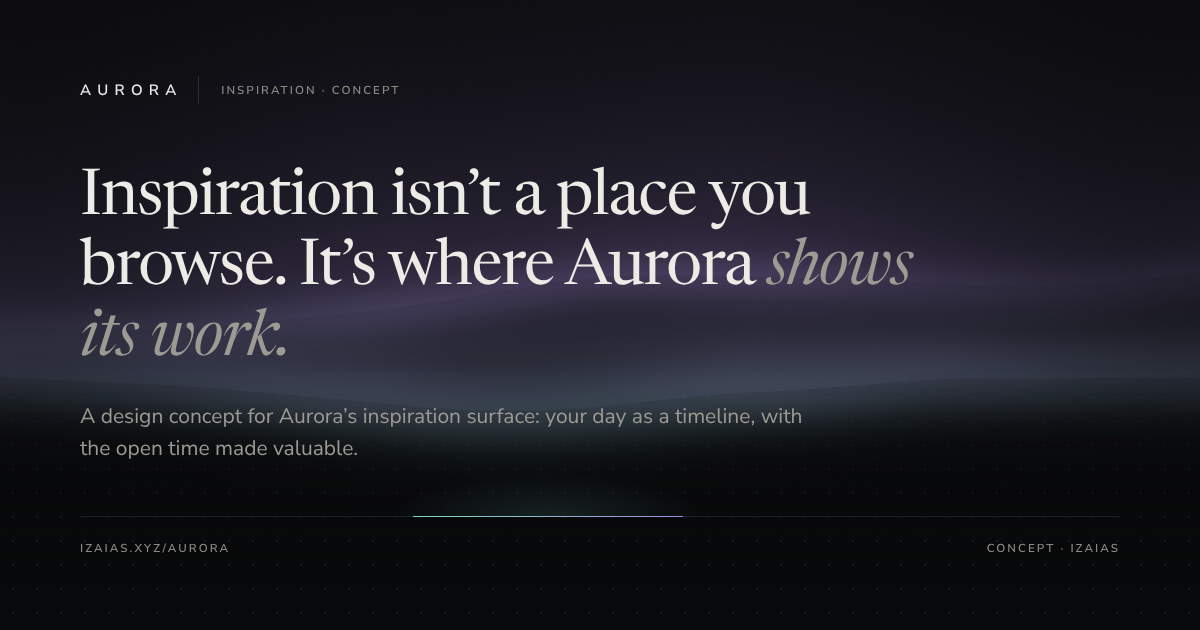 AURORA
INSPIRATION · CONCEPT
Inspiration isn’t a place you
browse. It’s where Aurora shows
its work.
A design concept for Aurora’s inspiration surface: your day as a timeline, with
the open time made valuable.
IZAIAS.XYZ/AURORA
CONCEPT · IZAIAS